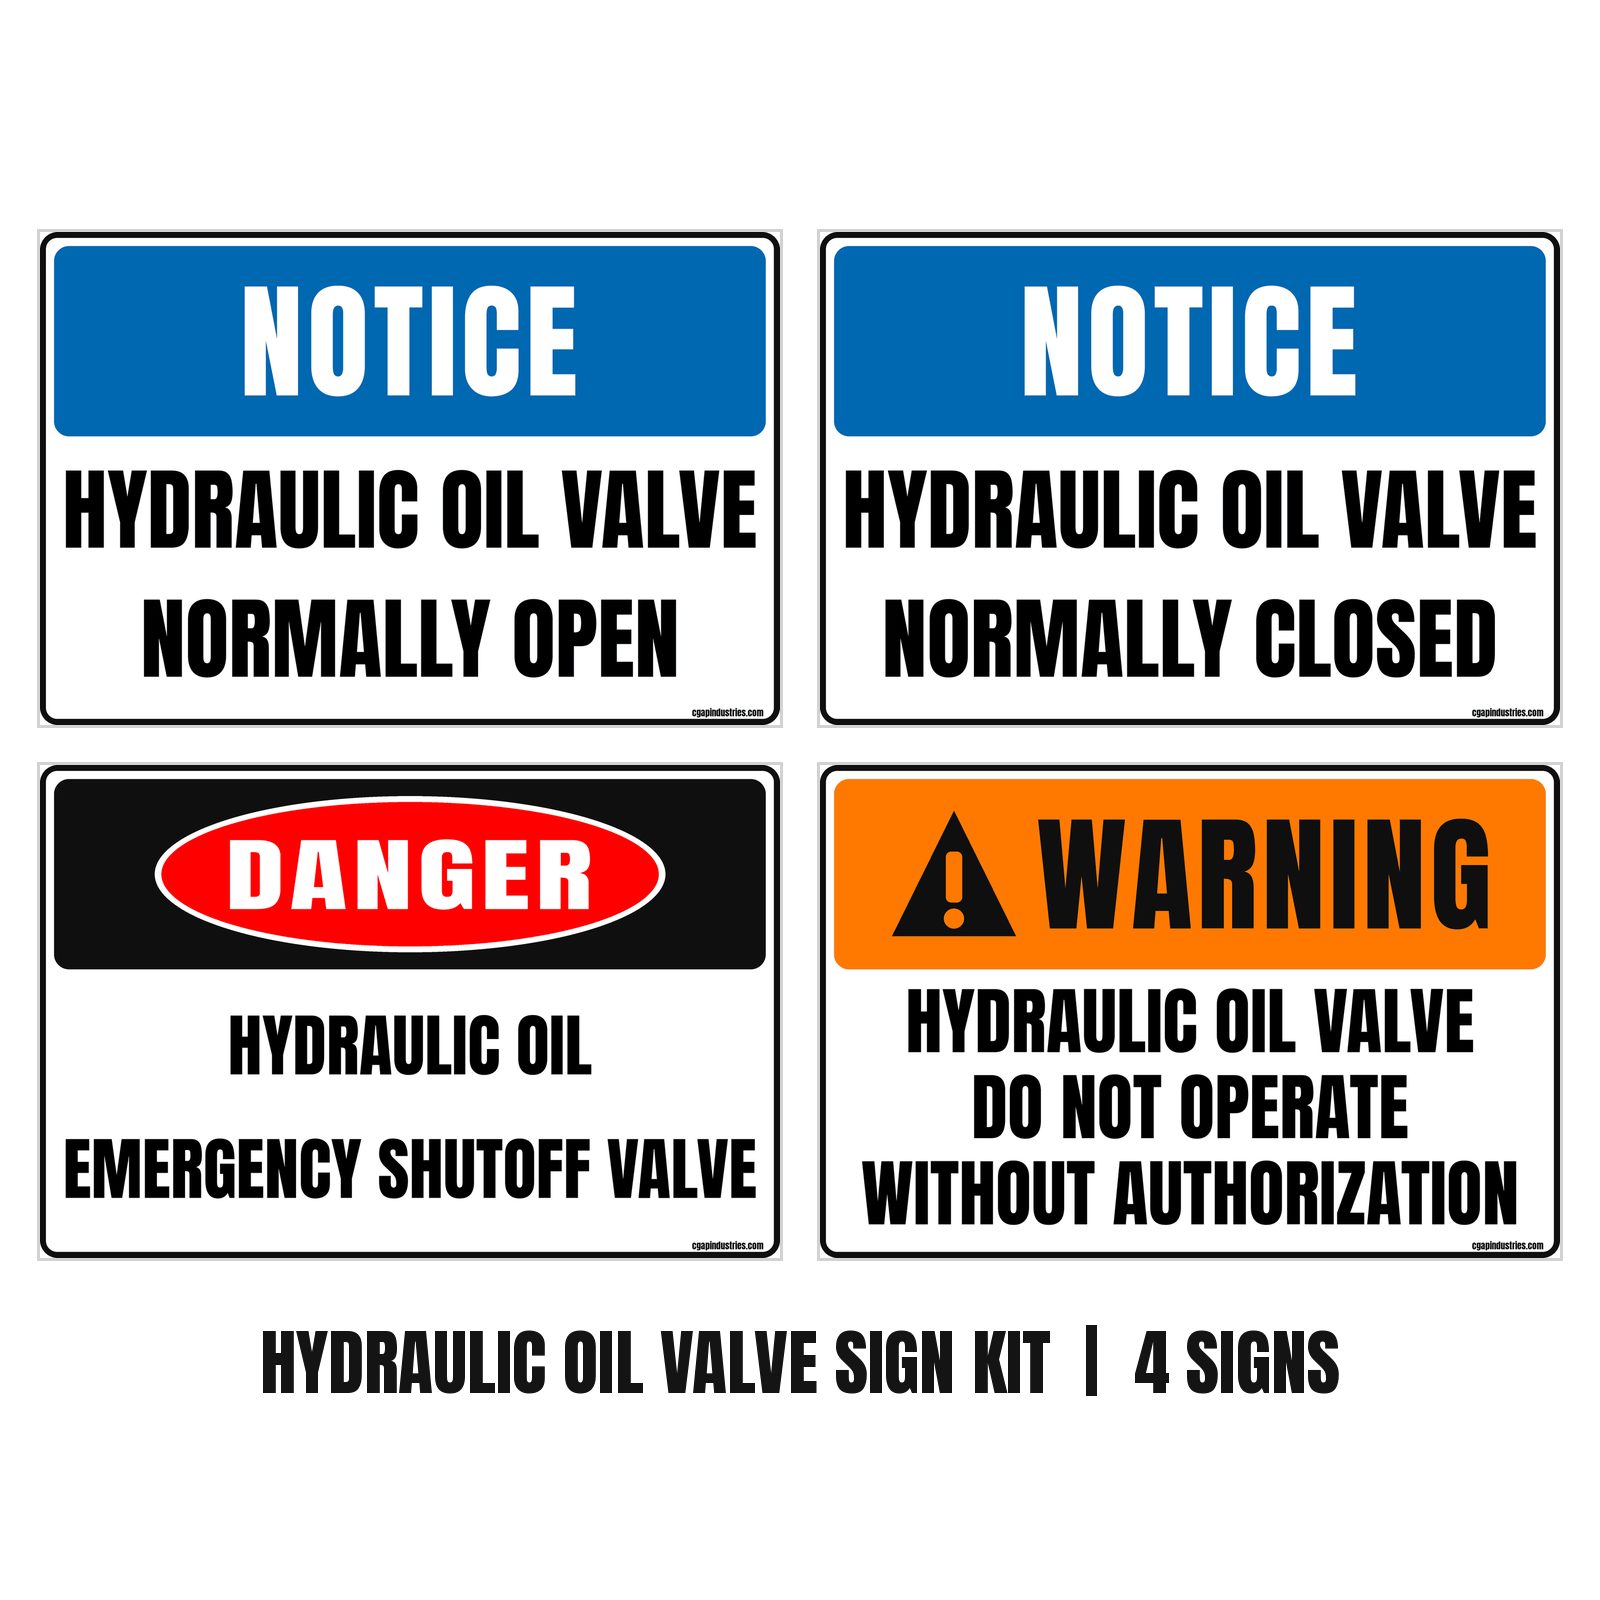 NOTICE
HYDRAULIC OIL VALVE
NORMALLY OPEN
cgapindustries.com
NOTICE
HYDRAULIC OIL VALVE
NORMALLY CLOSED
cgapindustries.com
DANGER
HYDRAULIC OIL
EMERGENCY SHUTOFF VALVE
cgapindustries.com
WARNING
HYDRAULIC OIL VALVE
DO NOT OPERATE
WITHOUT AUTHORIZATION
cgapindustries.com
HYDRAULIC OIL VALVE SIGN KIT | 4 SIGNS